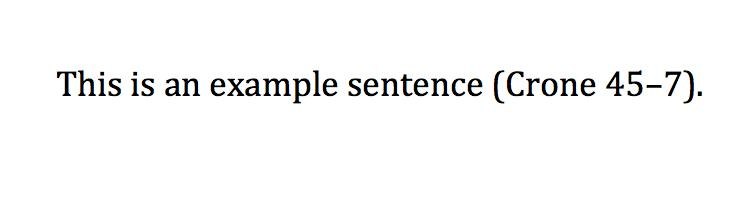 This is an example sentence (Crone 45–7).